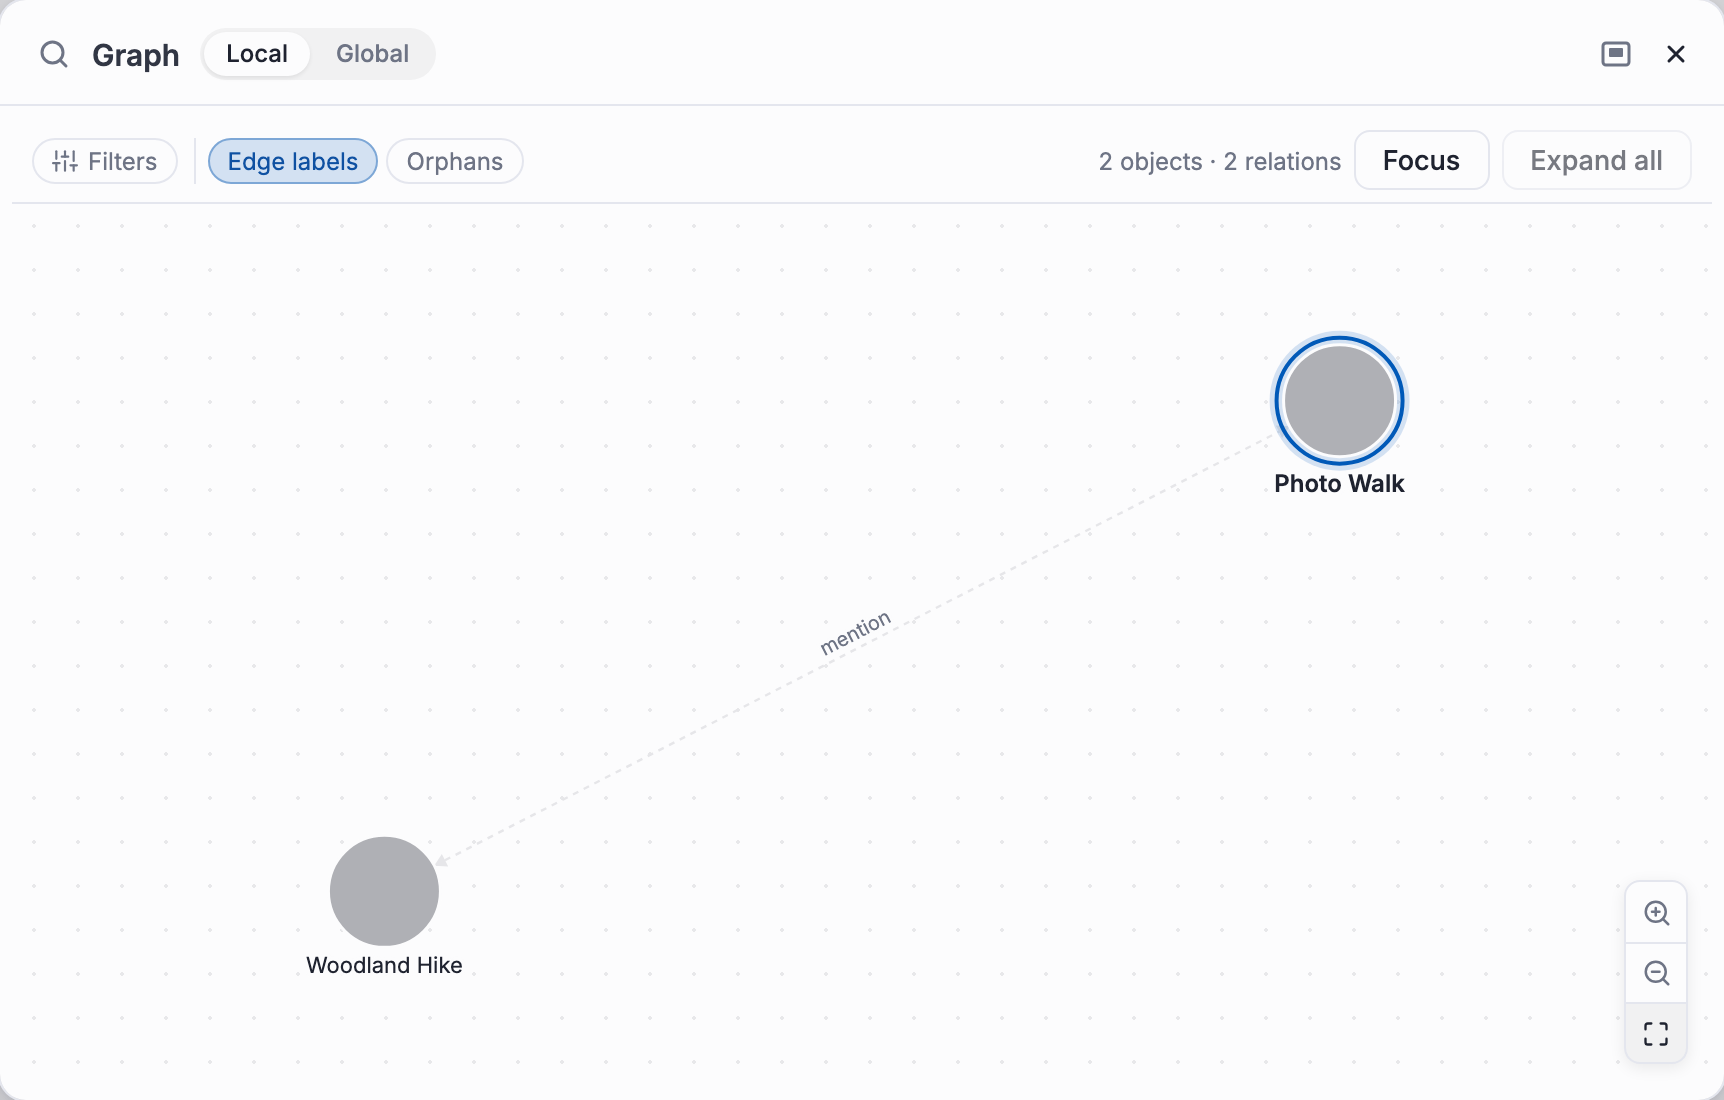 Graph Local Global
Filters Edge labels Orphans 2 objects · 2 relations Focus Expand all
Photo Walk
mention
Woodland Hike